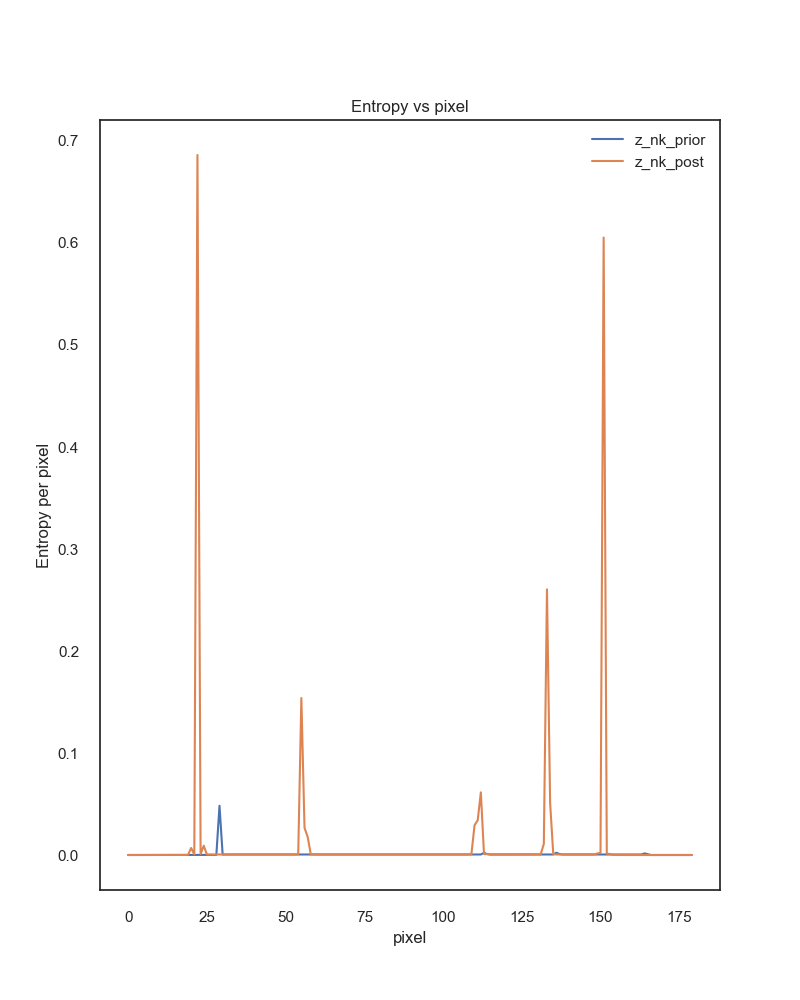 Entropy vs pixel
z_nk_prior
z_nk_post
0.7
0.6
0.5
0.4
0.3
0.2
0.1
0.0
Entropy per pixel
0 25 50 75 100 125 150 175
pixel